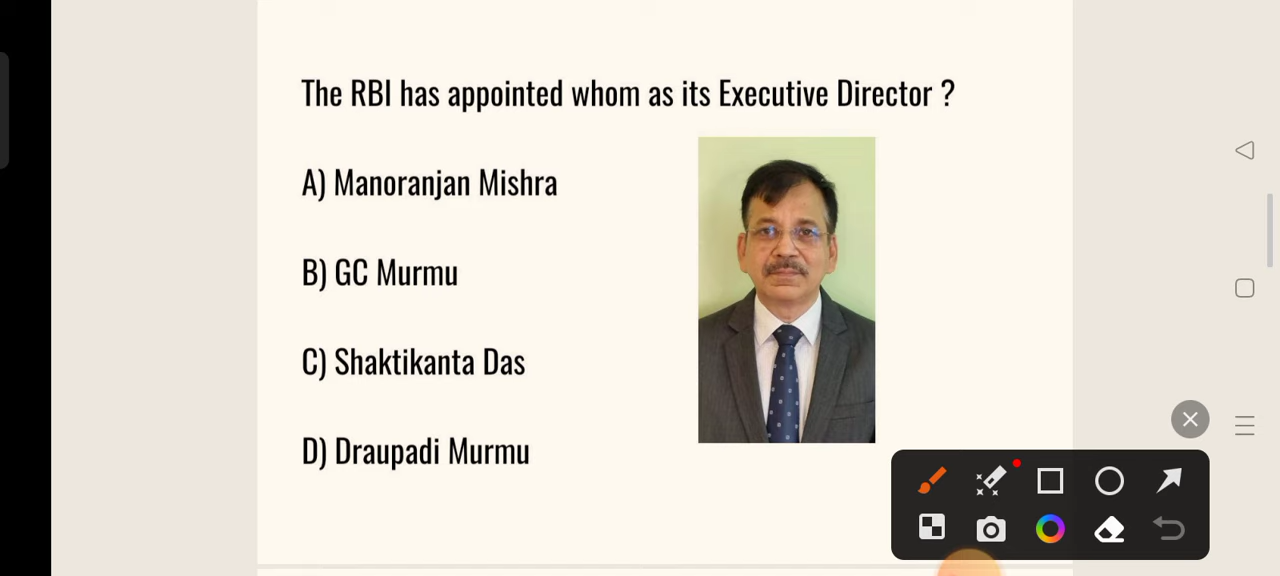 The RBI has appointed whom as its Executive Director ?
A) Manoranjan Mishra
B) GC Murmu
C) Shaktikanta Das
D) Draupadi Murmu